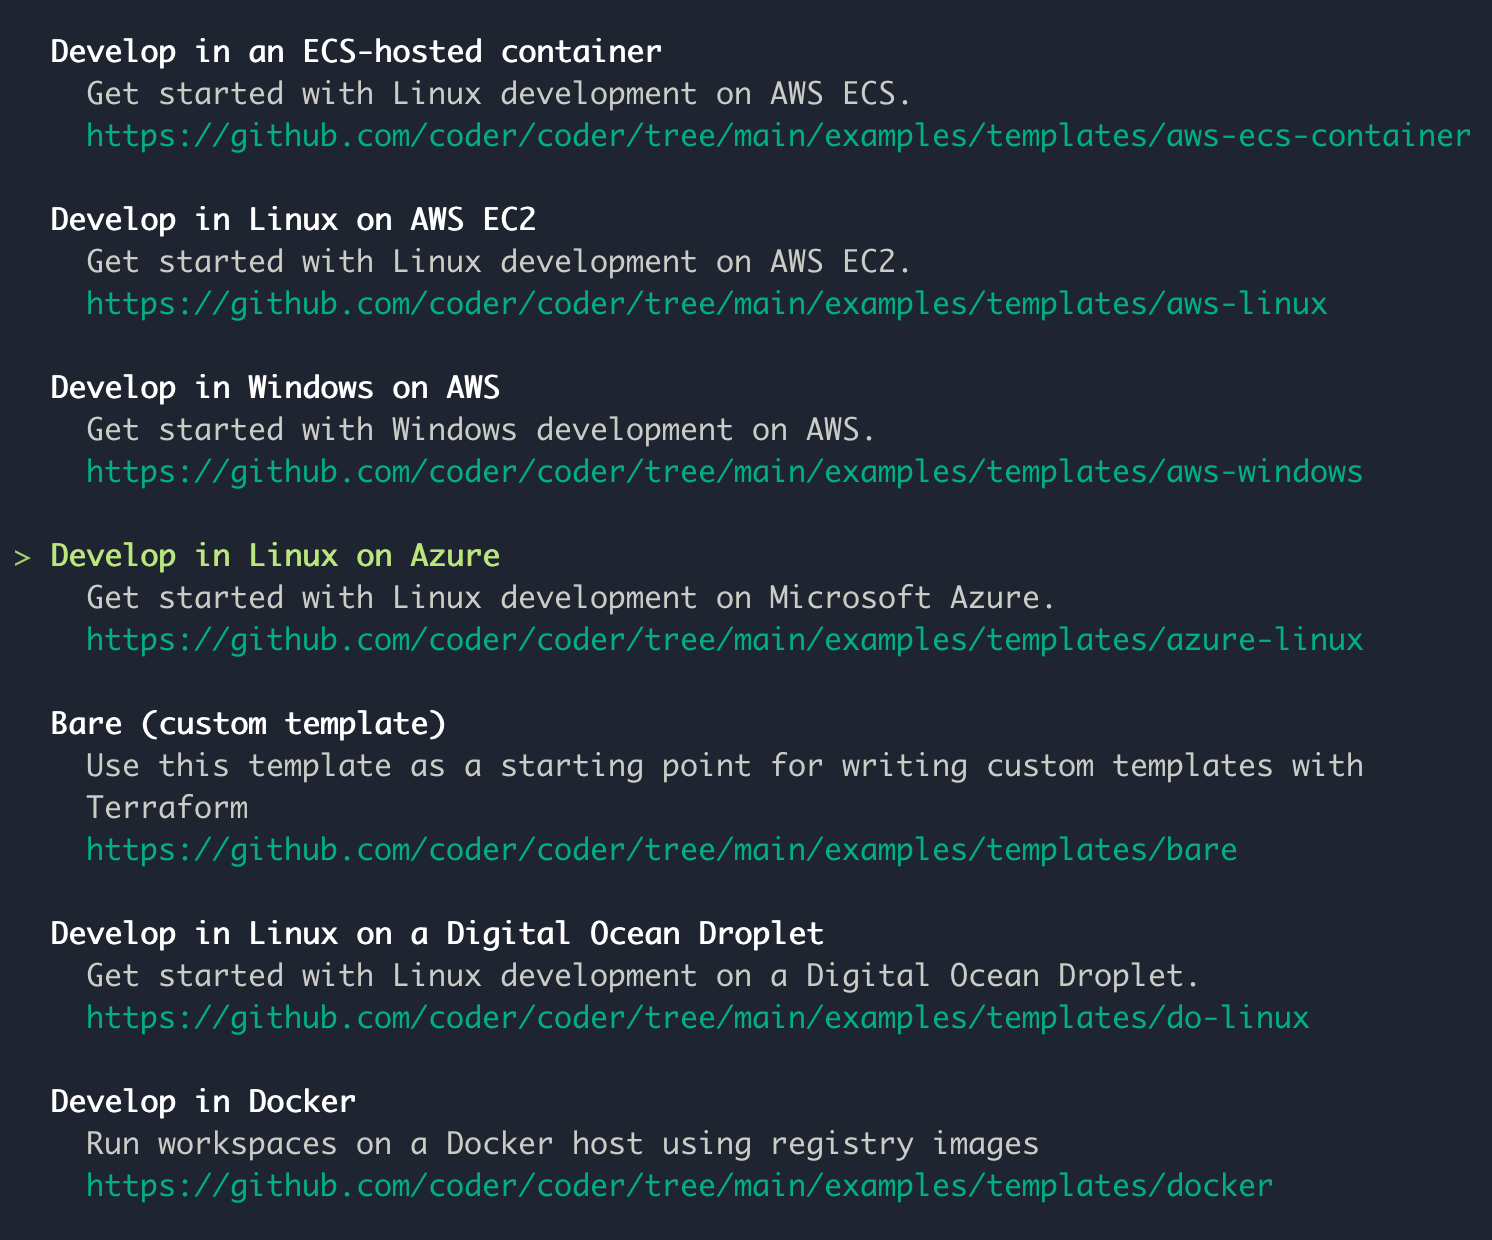 Develop in an ECS-hosted container
Get started with Linux development on AWS ECS.
https://github.com/coder/coder/tree/main/examples/templates/aws-ecs-container
Develop in Linux on AWS EC2
Get started with Linux development on AWS EC2.
https://github.com/coder/coder/tree/main/examples/templates/aws-linux
Develop in Windows on AWS
Get started with Windows development on AWS.
https://github.com/coder/coder/tree/main/examples/templates/aws-windows
> Develop in Linux on Azure
Get started with Linux development on Microsoft Azure.
https://github.com/coder/coder/tree/main/examples/templates/azure-linux
Bare (custom template)
Use this template as a starting point for writing custom templates with
Terraform
https://github.com/coder/coder/tree/main/examples/templates/bare
Develop in Linux on a Digital Ocean Droplet
Get started with Linux development on a Digital Ocean Droplet.
https://github.com/coder/coder/tree/main/examples/templates/do-linux
Develop in Docker
Run workspaces on a Docker host using registry images
https://github.com/coder/coder/tree/main/examples/templates/docker